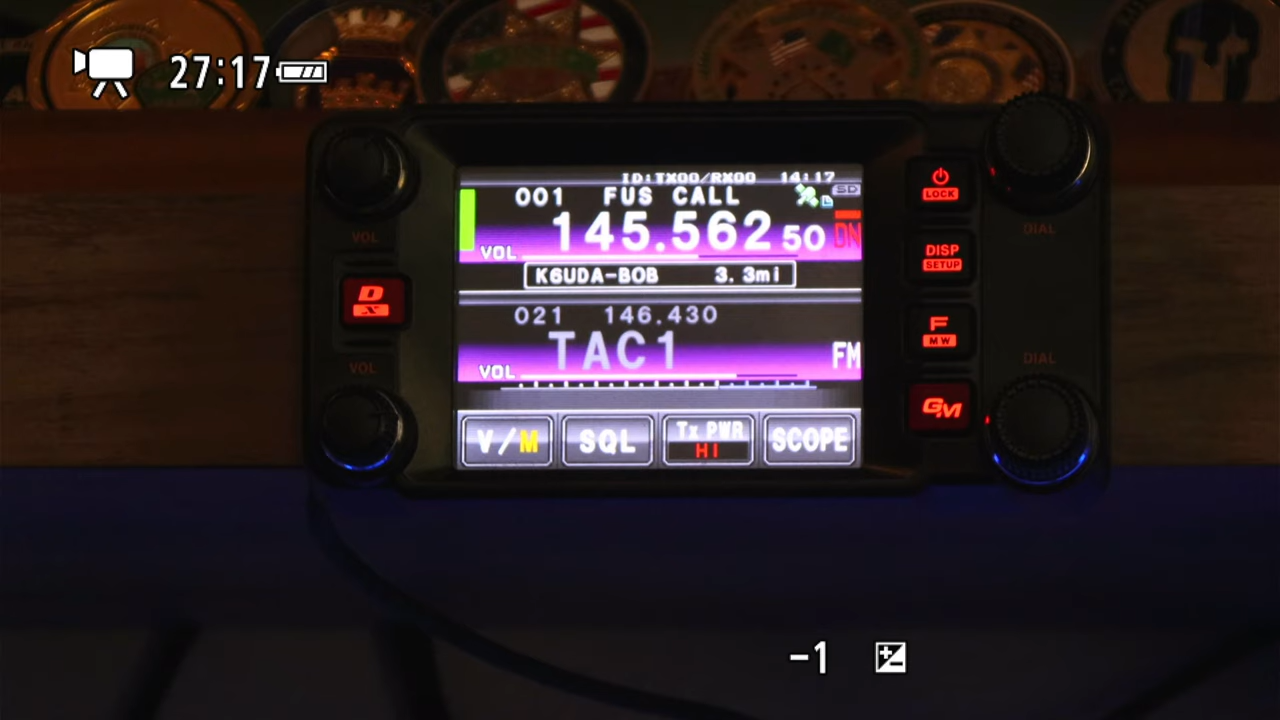 27:17
ID:TX00/RX00 14:17
001 FUS CALL
SD
145.562 50
DN
VOL
K6UDA-BOB 3.3mi
021 146.430
TAC1
FM
VOL
V/M SQL Tx PWR HI SCOPE
VOL
D
X
VOL
LOCK
DISP
SETUP
F
MW
GM
DIAL
DIAL
-1